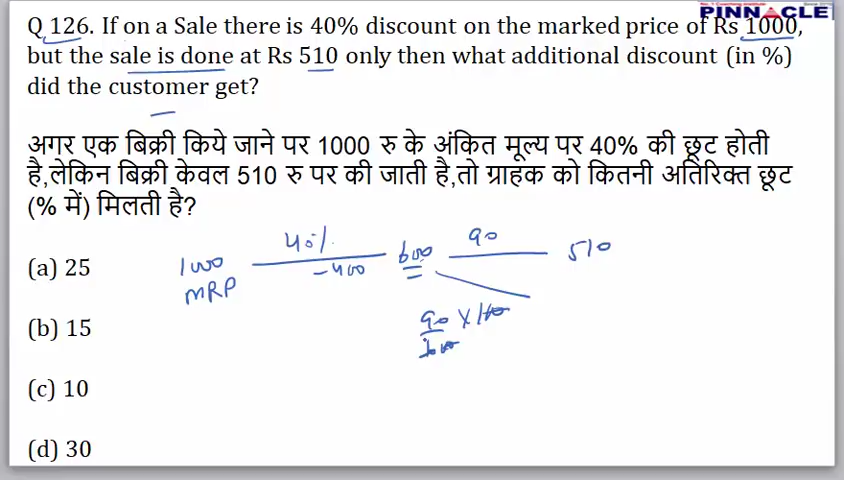 PINNACLE
Q 126. If on a Sale there is 40% discount on the marked price of Rs 1000,
but the sale is done at Rs 510 only then what additional discount (in %)
did the customer get?
अगर एक बिक्री किये जाने पर 1000 रु के अंकित मूल्य पर 40% की छूट होती
है,लेकिन बिक्री केवल 510 रु पर की जाती है,तो ग्राहक को कितनी अतिरिक्त छूट
(% में) मिलती है?
1000 40% 600 90 510
-400
MRP
(a) 25
90 X 100
600
(b) 15
(c) 10
(d) 30